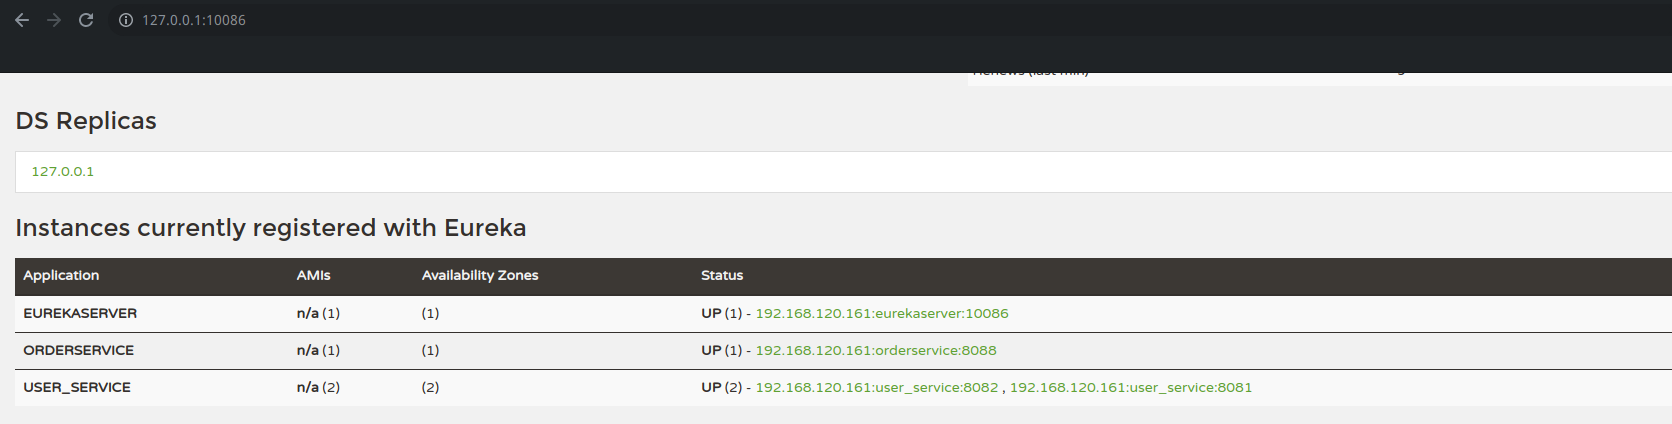 127.0.0.1:10086
Renews (last min)
DS Replicas
127.0.0.1
Instances currently registered with Eureka
Application AMIs Availability Zones Status
EUREKASERVER n/a (1) (1) UP (1) - 192.168.120.161:eurekaserver:10086
ORDERSERVICE n/a (1) (1) UP (1) - 192.168.120.161:orderservice:8088
USER_SERVICE n/a (2) (2) UP (2) - 192.168.120.161:user_service:8082 , 192.168.120.161:user_service:8081